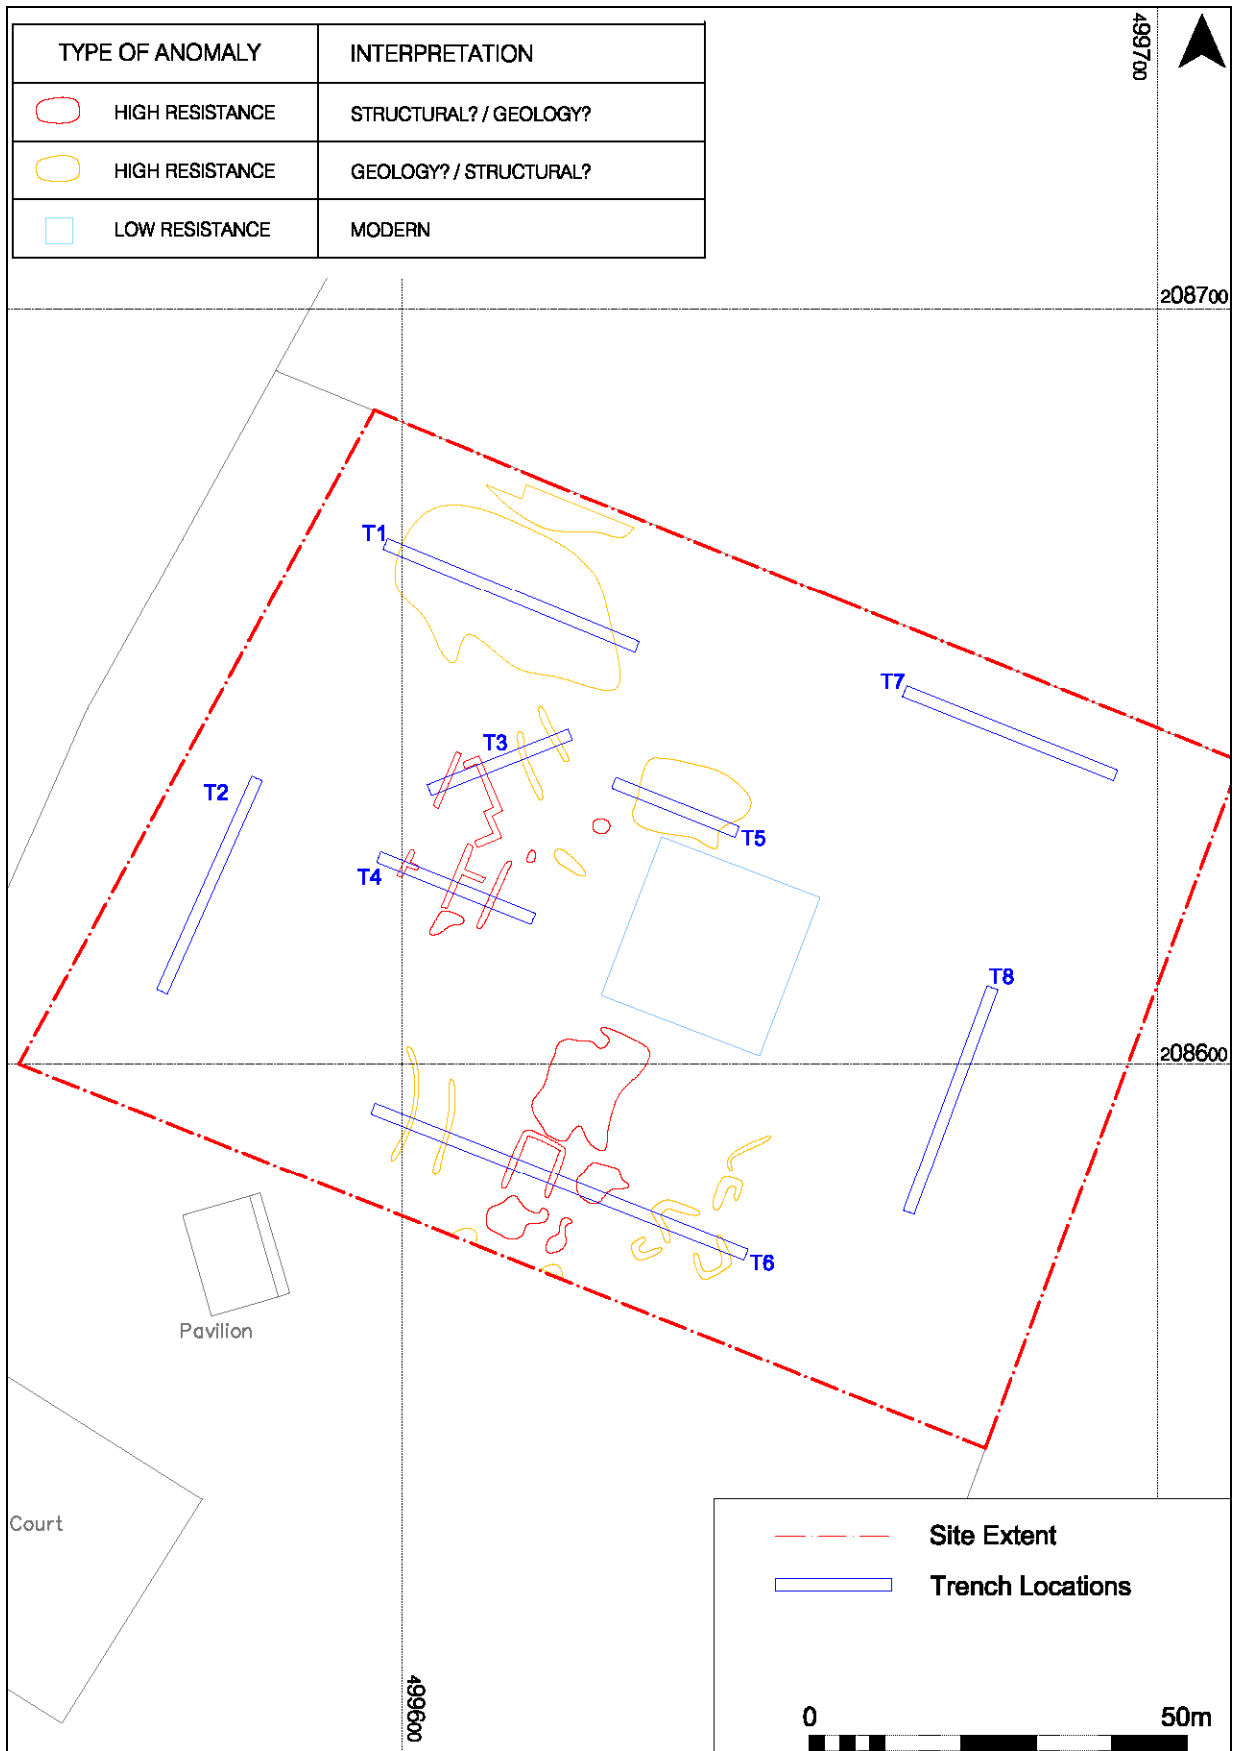 TYPE OF ANOMALY INTERPRETATION
HIGH RESISTANCE STRUCTURAL? / GEOLOGY?
HIGH RESISTANCE GEOLOGY? / STRUCTURAL?
LOW RESISTANCE MODERN
499700
208700
T1
T7
T3
T2
T5
T4
T8
208600
T6
Pavilion
Court
Site Extent
Trench Locations
499600
0 50m